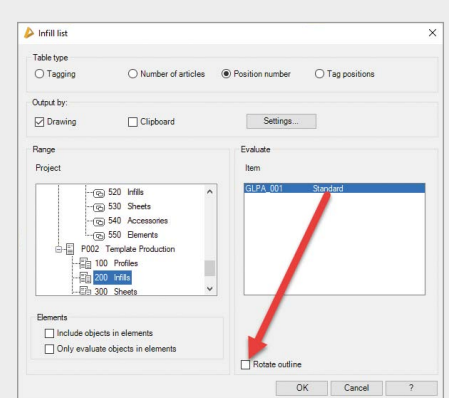 Infill list
Table type
Tagging Number of articles Position number Tag positions
Output by:
Drawing Clipboard Settings...
Range Evaluate
Project Item
520 Infills
530 Sheets
540 Accessories
550 Elements
P002 Template Production
100 Profiles
200 Infills
300 Sheets
GLPA_001 Standard
Elements
Include objects in elements
Only evaluate objects in elements
Rotate outline
OK Cancel ?